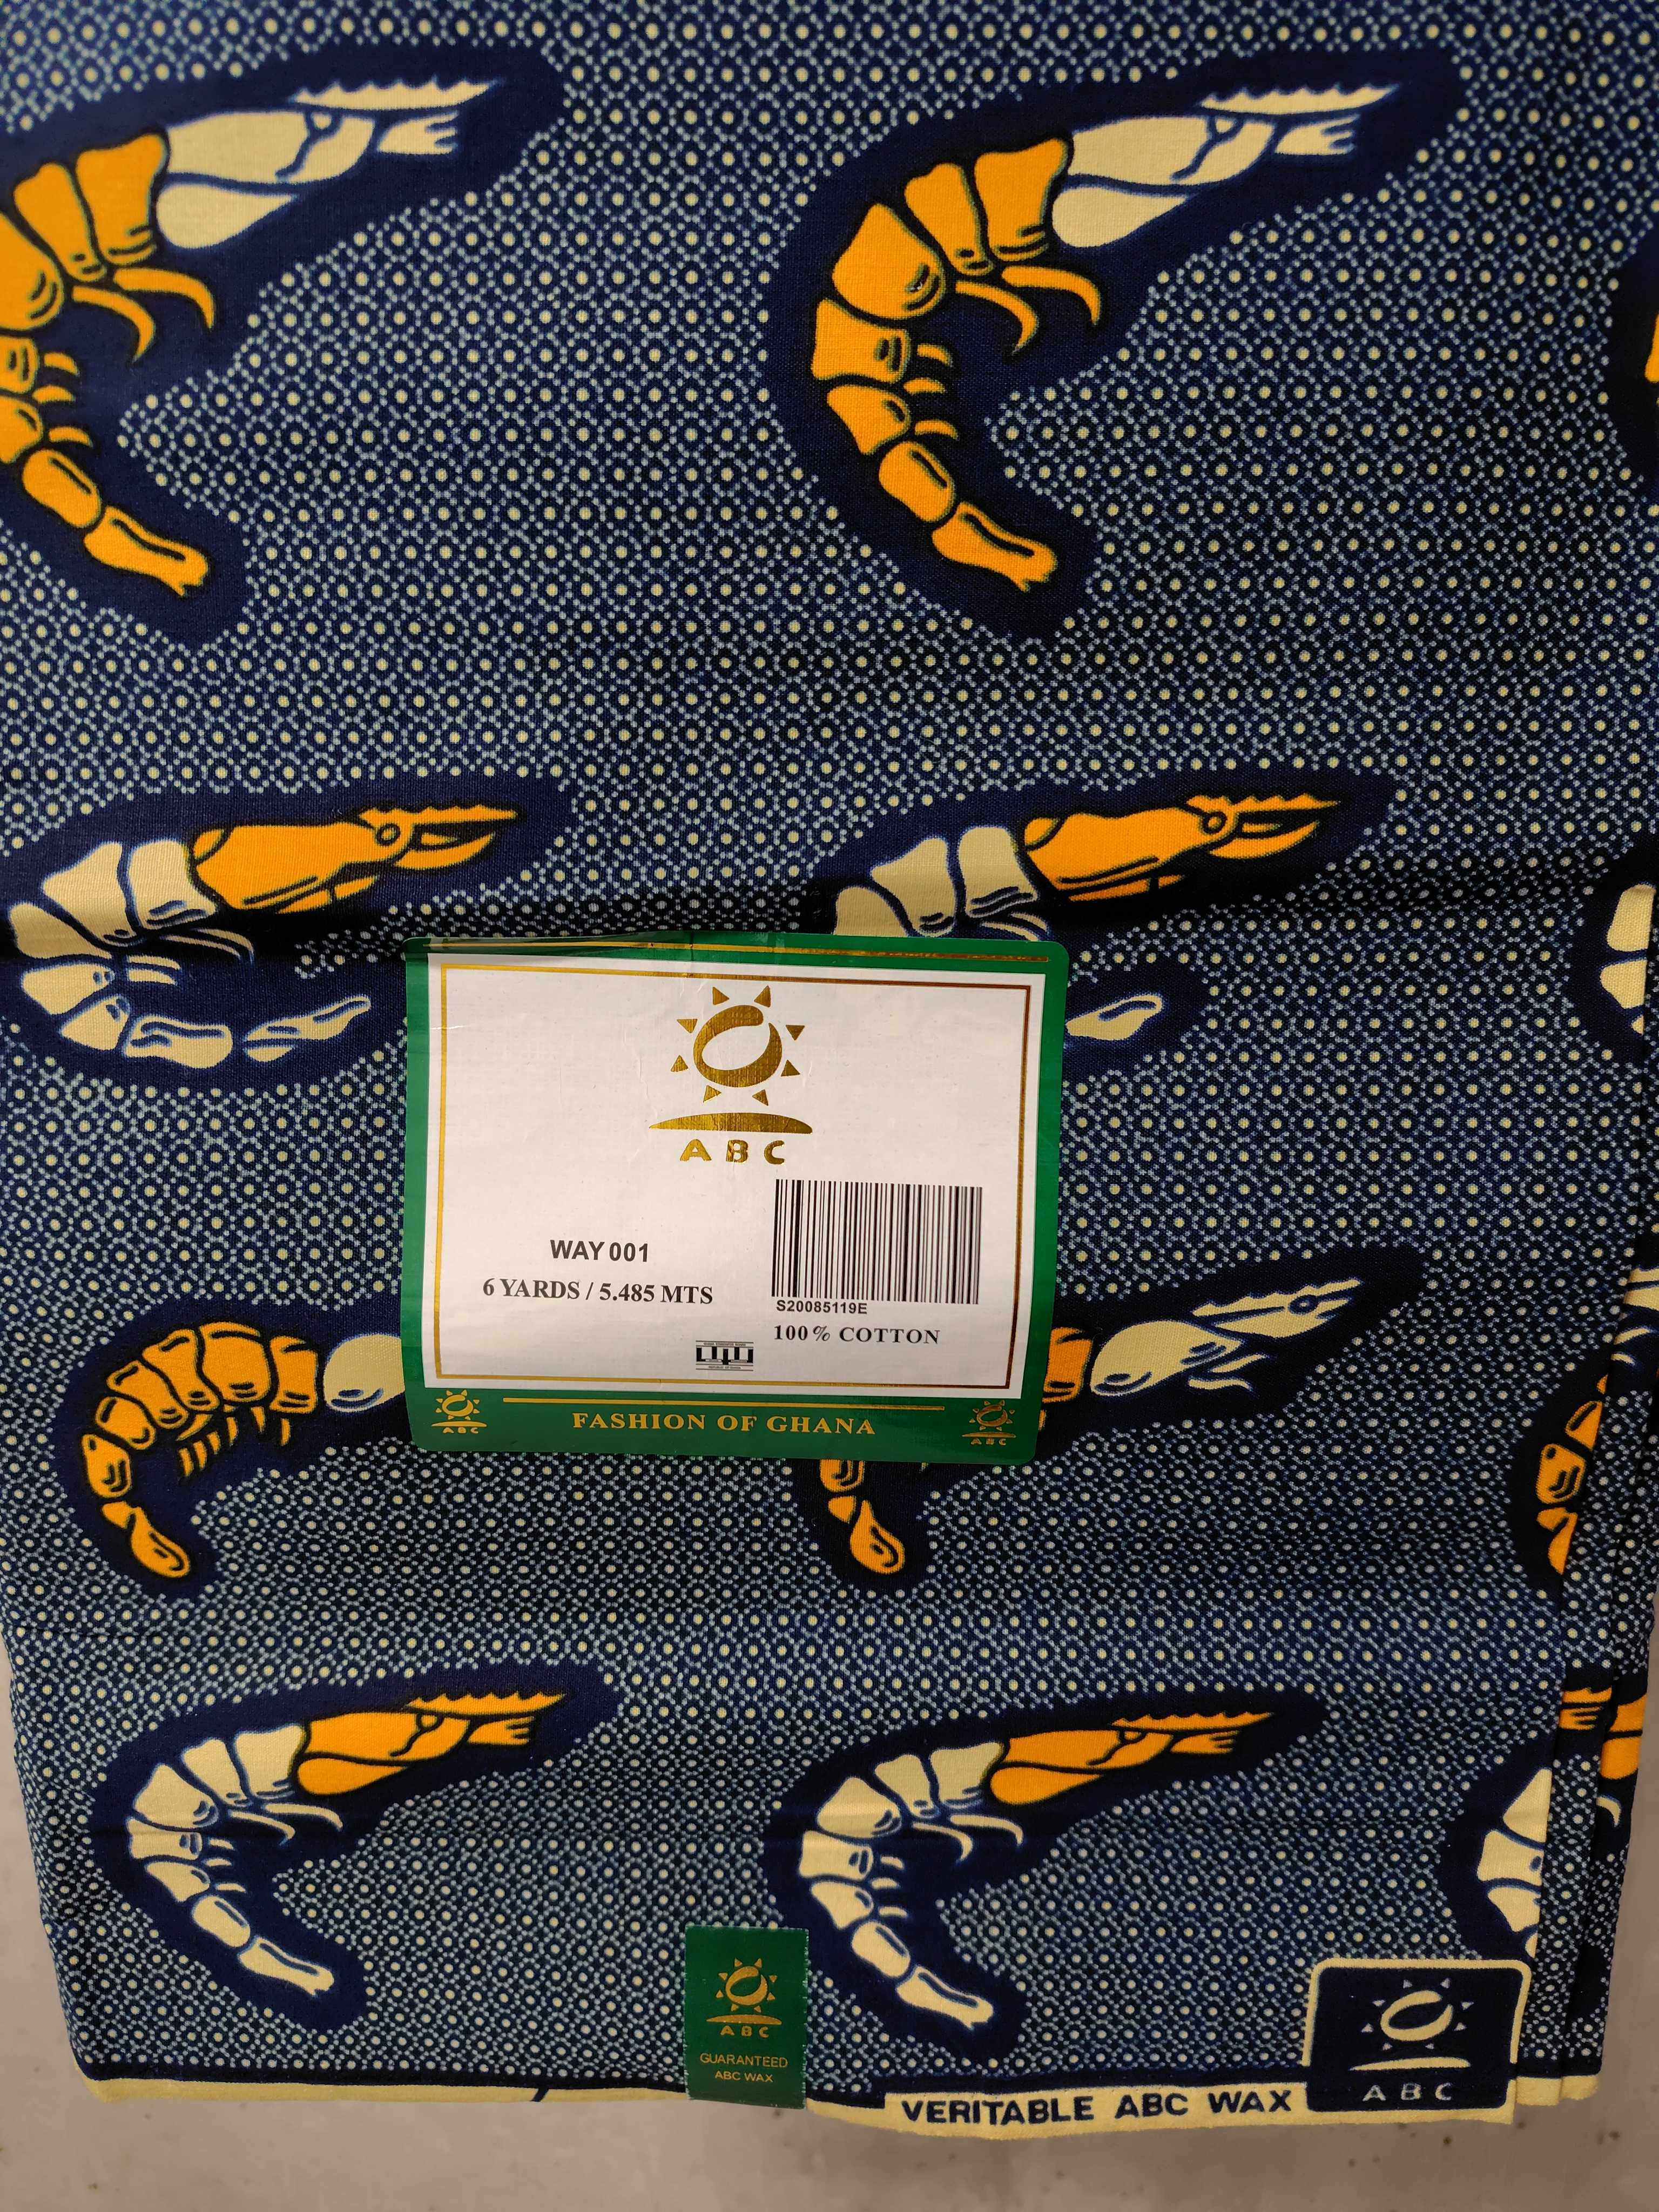 ABC
WAY 001
6 YARDS / 5.485 MTS
S20085119E
100% COTTON
ABC
FASHION OF GHANA
ABC
ABC
GUARANTEED
ABC WAX
VERITABLE ABC WAX
ABC